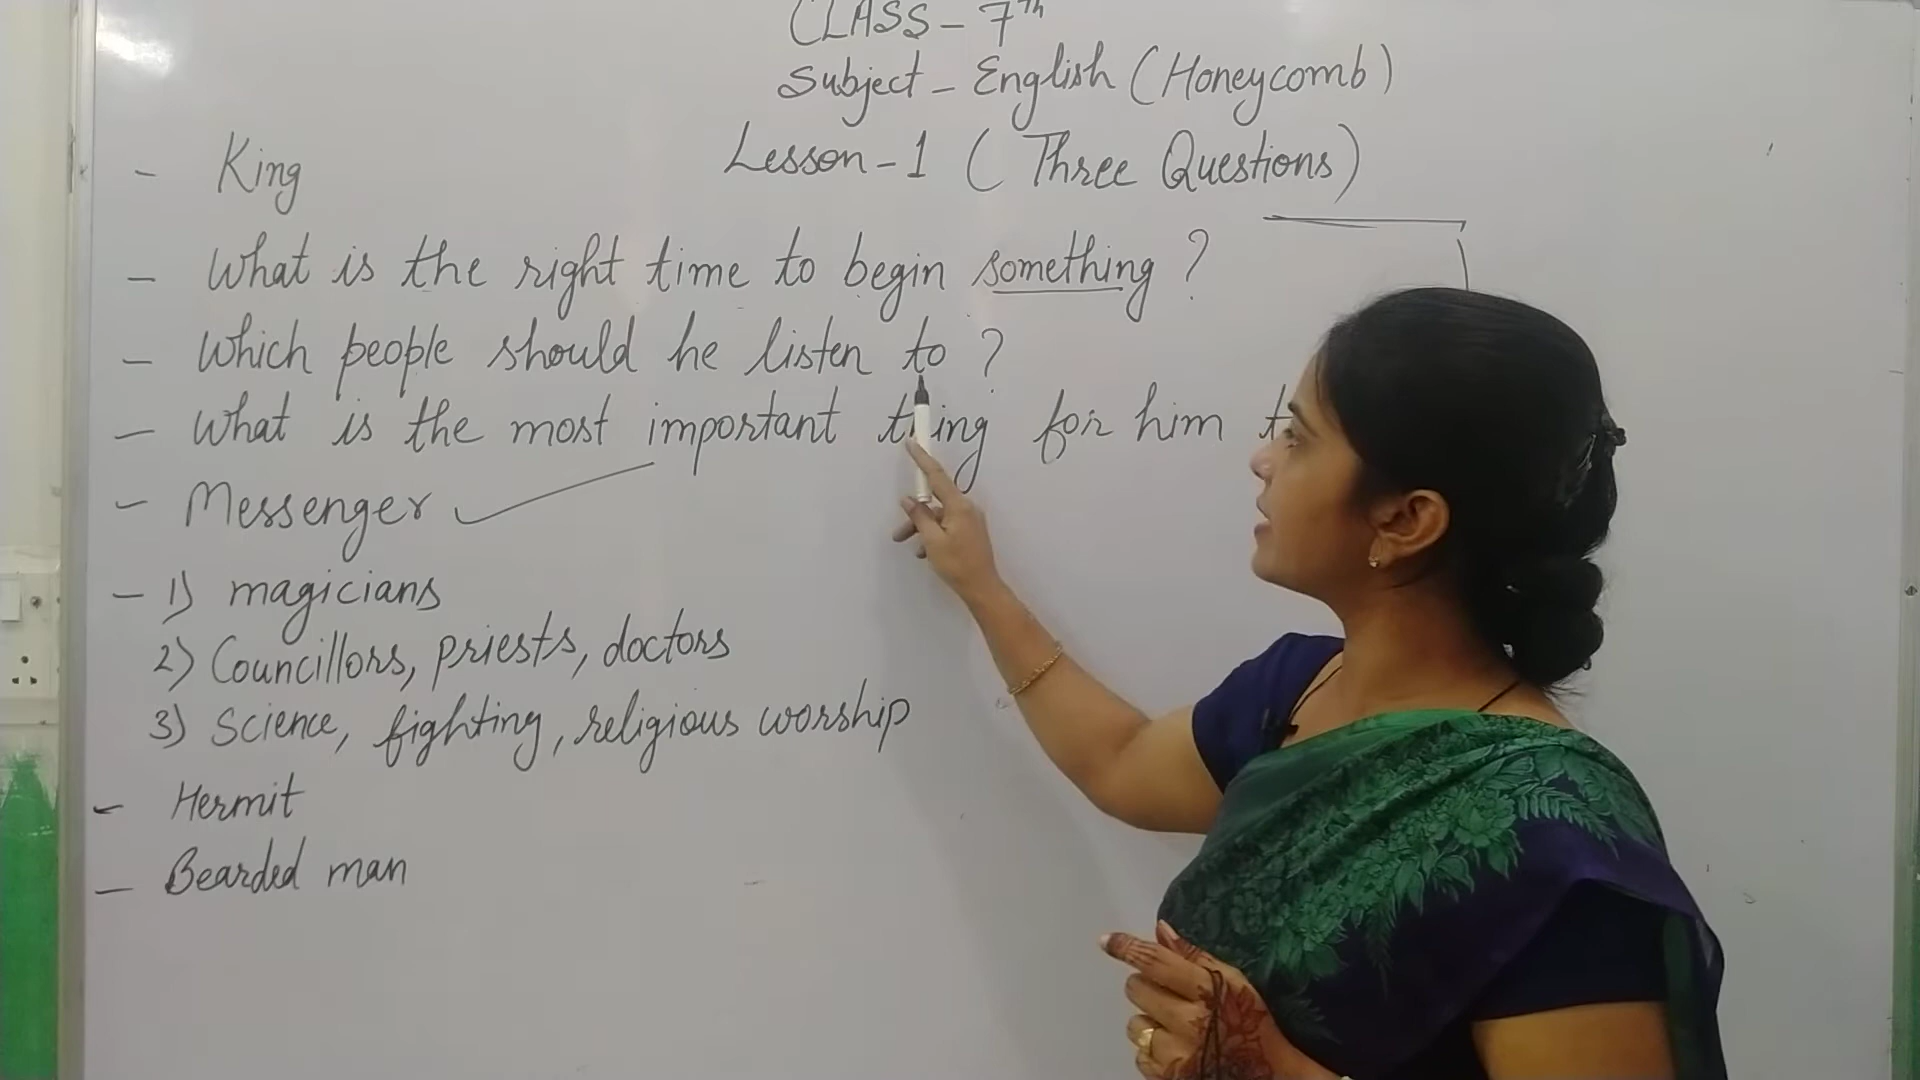 CLASS - 7th
Subject - English (Honeycomb)
Lesson - 1 ( Three Questions)
- King
- What is the right time to begin something ?
- Which people should he listen to ?
- What is the most important thing for him
- Messenger
- 1) magicians
2) Councillors, priests, doctors
3) Science, fighting, religious worship
- Hermit
- Bearded man